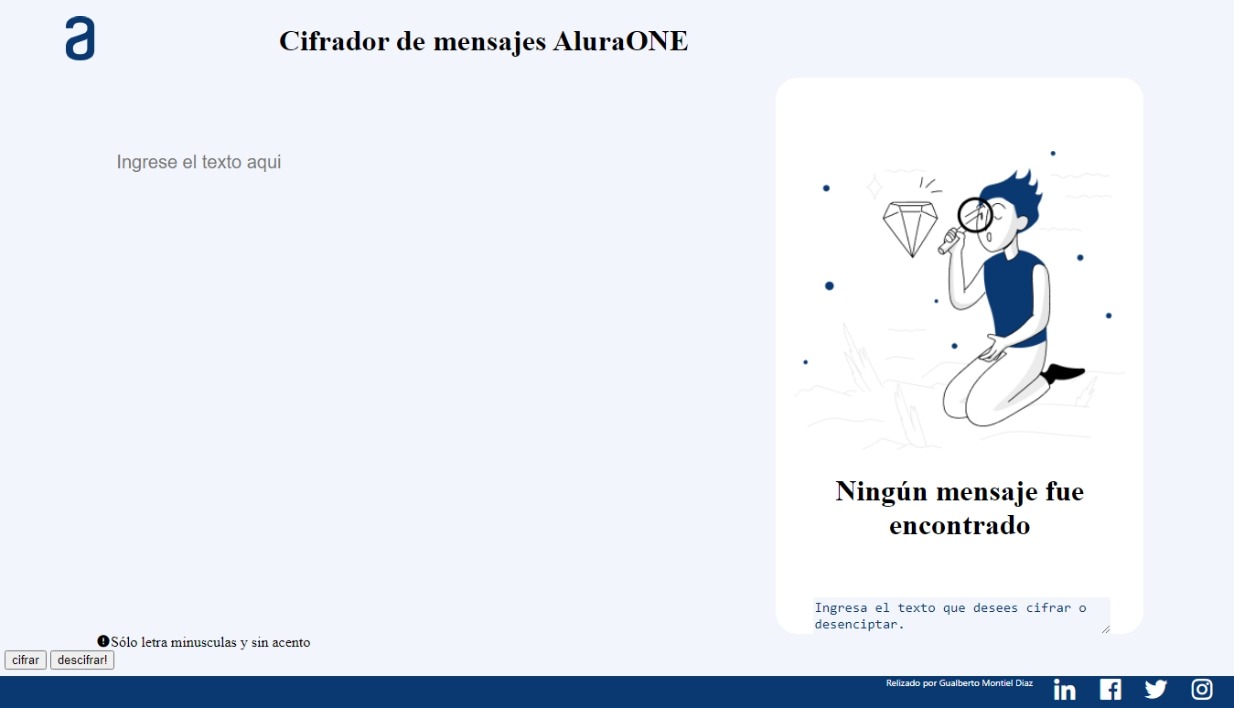 a
Cifrador de mensajes AluraONE
Ingrese el texto aqui
Ningún mensaje fue
encontrado
Ingresa el texto que desees cifrar o
desenciptar.
Sólo letra minusculas y sin acento
cifrar descifrar!
Relizado por Gualberto Montiel Diaz